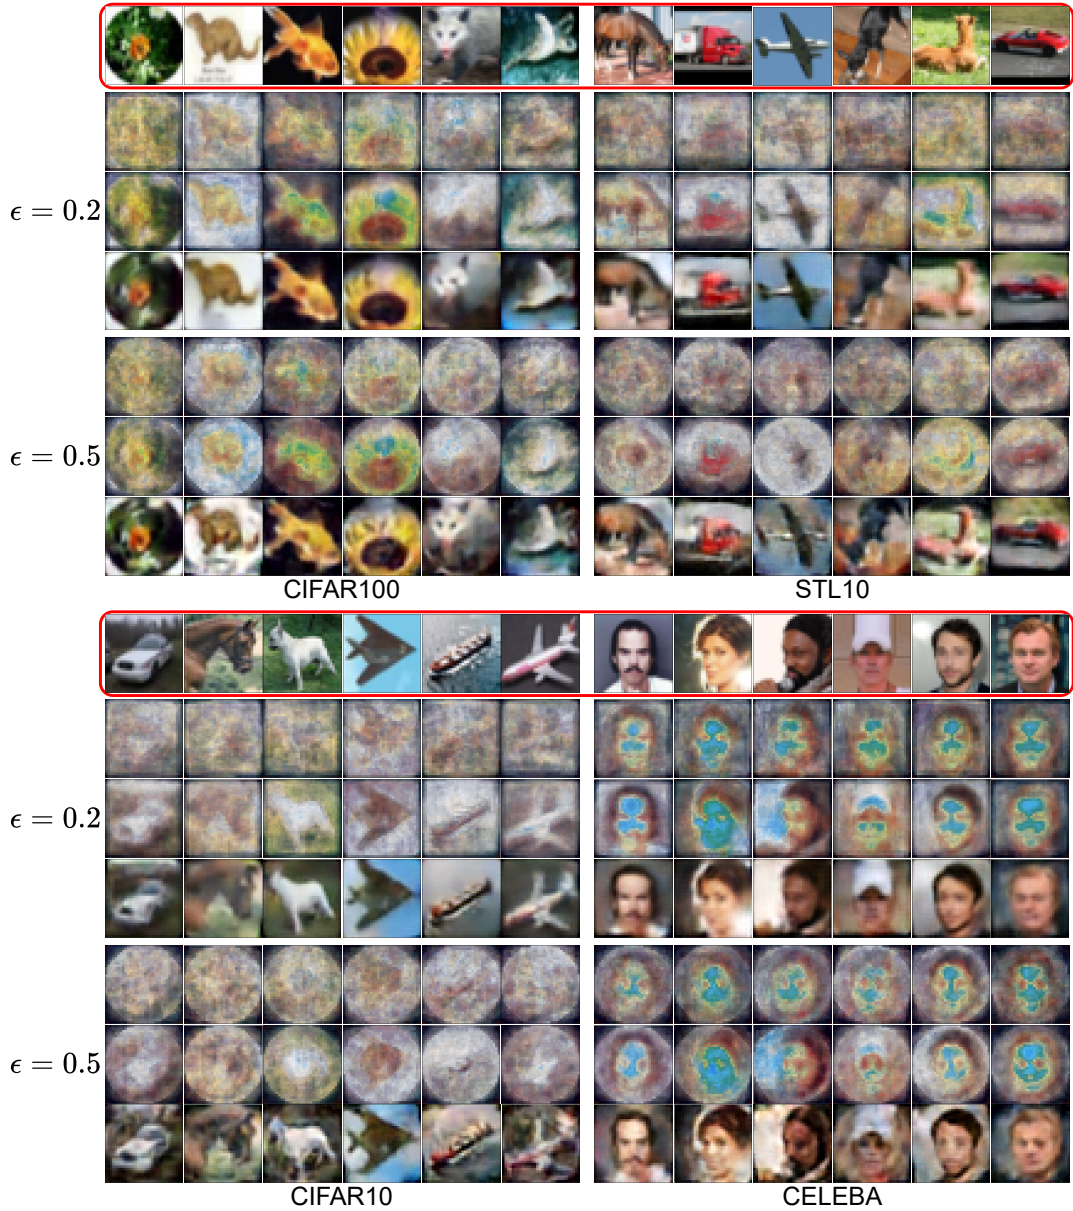 ϵ = 0.2
ϵ = 0.5
CIFAR100
STL10
ϵ = 0.2
ϵ = 0.5
CIFAR10
CELEBA